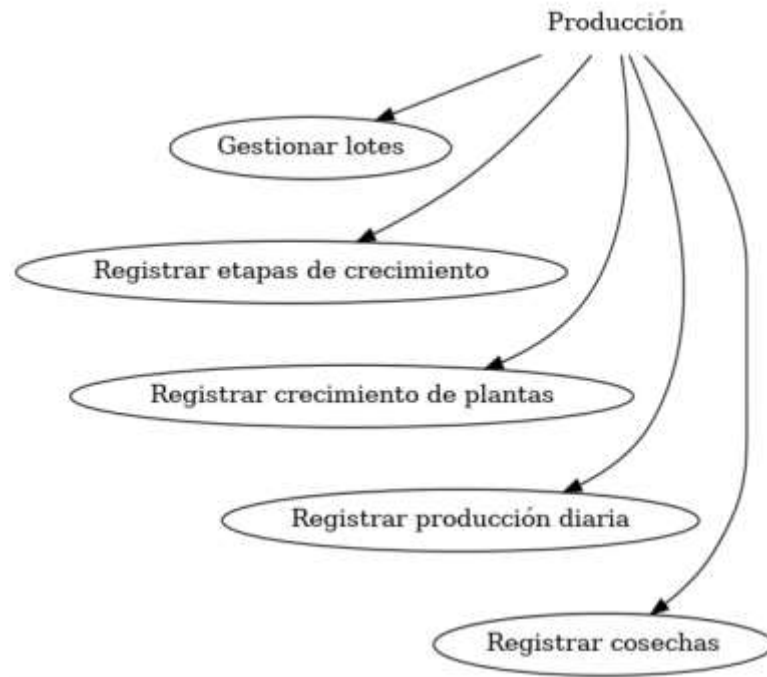 Producción
Gestionar lotes
Registrar etapas de crecimiento
Registrar crecimiento de plantas
Registrar producción diaria
Registrar cosechas